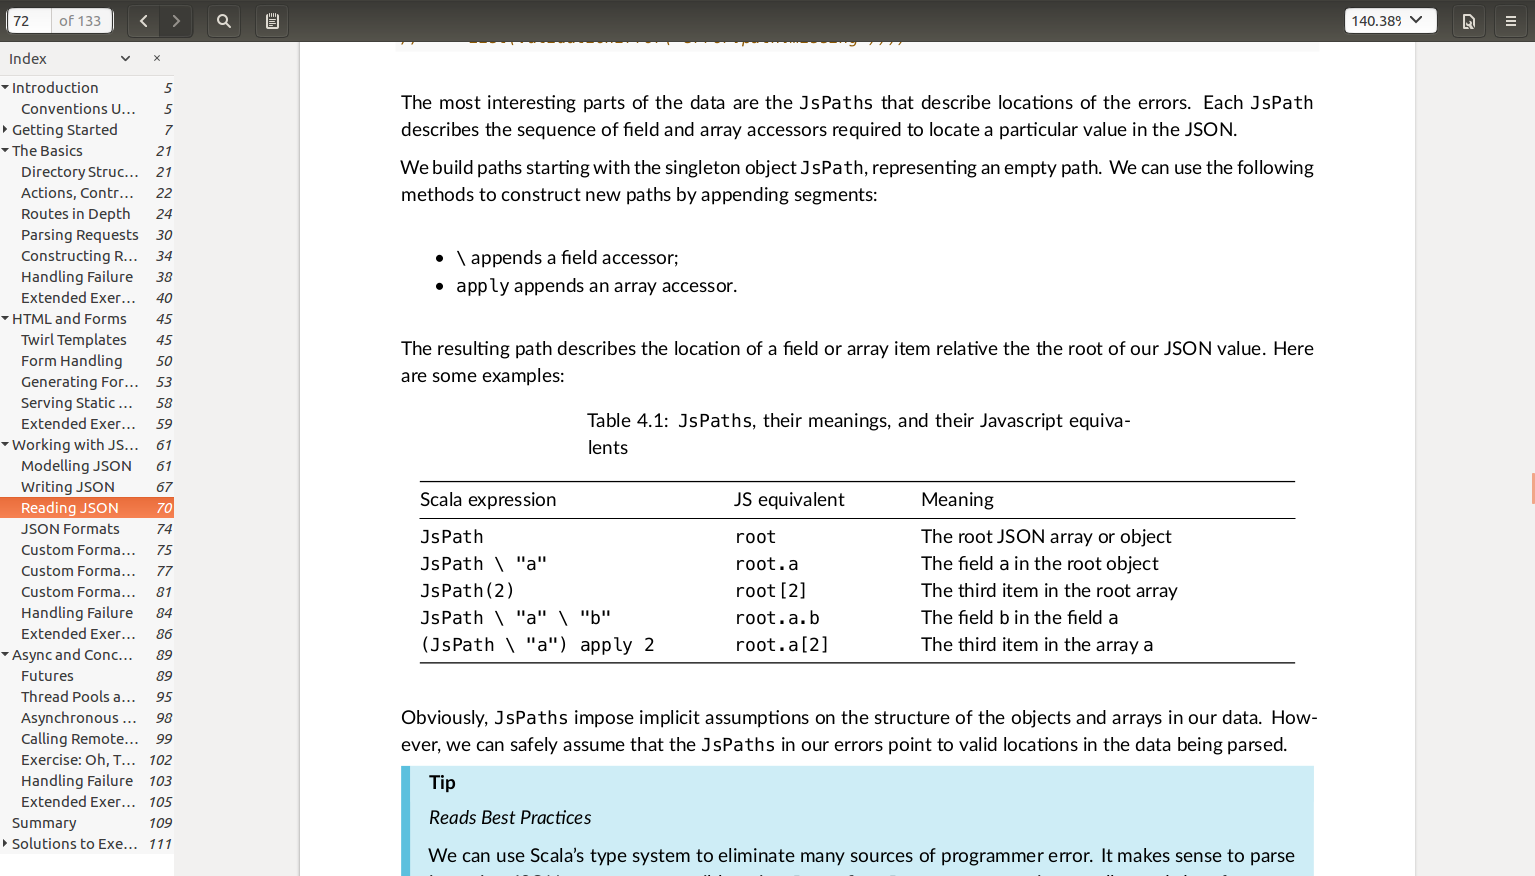 72 of 133
140.38%
Index
Introduction 5
Conventions U... 5
Getting Started 7
The Basics 21
Directory Struc... 21
Actions, Contr... 22
Routes in Depth 24
Parsing Requests 30
Constructing R... 34
Handling Failure 38
Extended Exer... 40
HTML and Forms 45
Twirl Templates 45
Form Handling 50
Generating For... 53
Serving Static ... 58
Extended Exer... 59
Working with JS... 61
Modelling JSON 61
Writing JSON 67
Reading JSON 70
JSON Formats 74
Custom Forma... 75
Custom Forma... 77
Custom Forma... 81
Handling Failure 84
Extended Exer... 86
Async and Conc... 89
Futures 89
Thread Pools a... 95
Asynchronous ... 98
Calling Remote... 99
Exercise: Oh, T... 102
Handling Failure 103
Extended Exer... 105
Summary 109
Solutions to Exe... 111
The most interesting parts of the data are the JsPaths that describe locations of the errors. Each JsPath
describes the sequence of field and array accessors required to locate a particular value in the JSON.
We build paths starting with the singleton object JsPath, representing an empty path. We can use the following
methods to construct new paths by appending segments:
• \ appends a field accessor;
• apply appends an array accessor.
The resulting path describes the location of a field or array item relative the the root of our JSON value. Here
are some examples:
Table 4.1: JsPaths, their meanings, and their Javascript equiva-
lents
Scala expression JS equivalent Meaning
JsPath root The root JSON array or object
JsPath \ "a" root.a The field a in the root object
JsPath(2) root[2] The third item in the root array
JsPath \ "a" \ "b" root.a.b The field b in the field a
(JsPath \ "a") apply 2 root.a[2] The third item in the array a
Obviously, JsPaths impose implicit assumptions on the structure of the objects and arrays in our data. How-
ever, we can safely assume that the JsPaths in our errors point to valid locations in the data being parsed.
Tip
Reads Best Practices
We can use Scala's type system to eliminate many sources of programmer error. It makes sense to parse